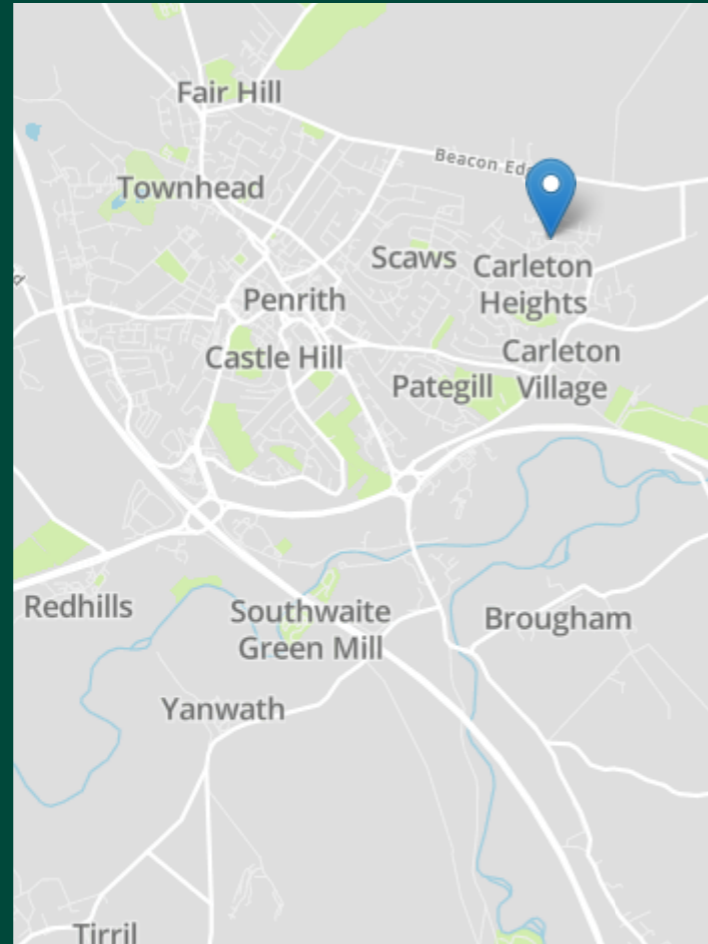 Fair Hill
Beacon Edge
Townhead
Scaws
Carleton
Heights
Penrith
Castle Hill
Carleton
Village
Pategill
Redhills
Southwaite
Green Mill
Brougham
Yanwath
Tirril